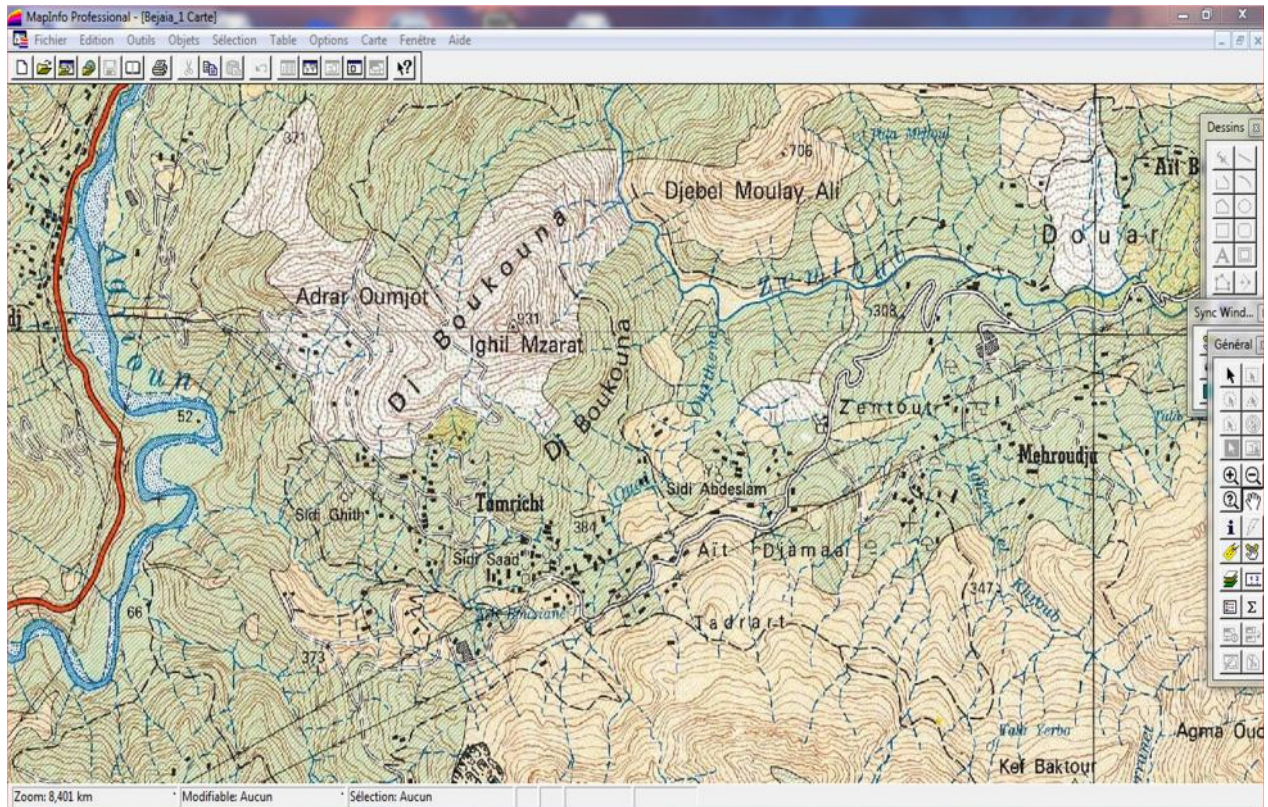 MapInfo Professional - [Bejaia_1 Carte]
Fichier Edition Outils Objets Sélection Table Options Carte Fenêtre Aide
371
706
Djebel Moulay Ali
Dessins
Aït B
Douar
Adrar Oumjot
Dj Boukouna
931
Ighil Mzarat
308
Sync Wind...
Général
Dj Boukouna
52
Zentout
Mehroudja
Sidi Abdeslam
Sidi Ghith
Tamricht
384
Sidi Saad
Aït Djamaa
347
Rhyoub
66
Tadrart
373
Kef Baktour
Zoom: 8,401 km
Modifiable: Aucun
Sélection: Aucun